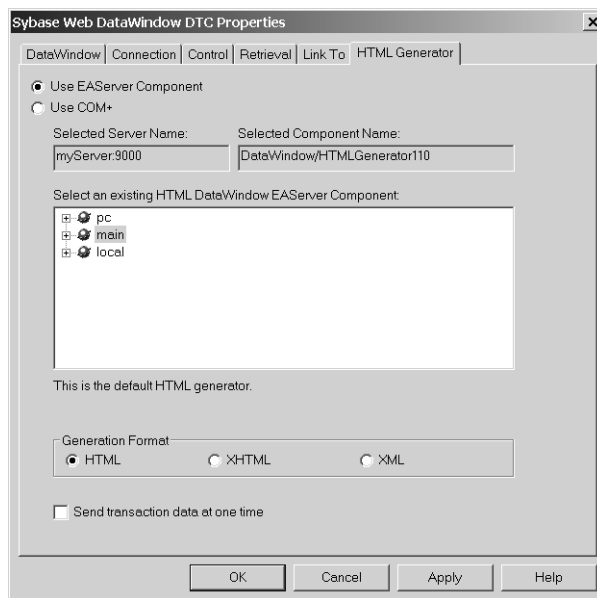 Sybase Web DataWindow DTC Properties
DataWindow Connection Control Retrieval Link To HTML Generator
Use EAServer Component
Use COM+
Selected Server Name: Selected Component Name:
myServer:9000 DataWindow/HTMLGenerator110
Select an existing HTML DataWindow EAServer Component:
pc
main
local
This is the default HTML generator.
Generation Format
HTML XHTML XML
Send transaction data at one time
OK Cancel Apply Help